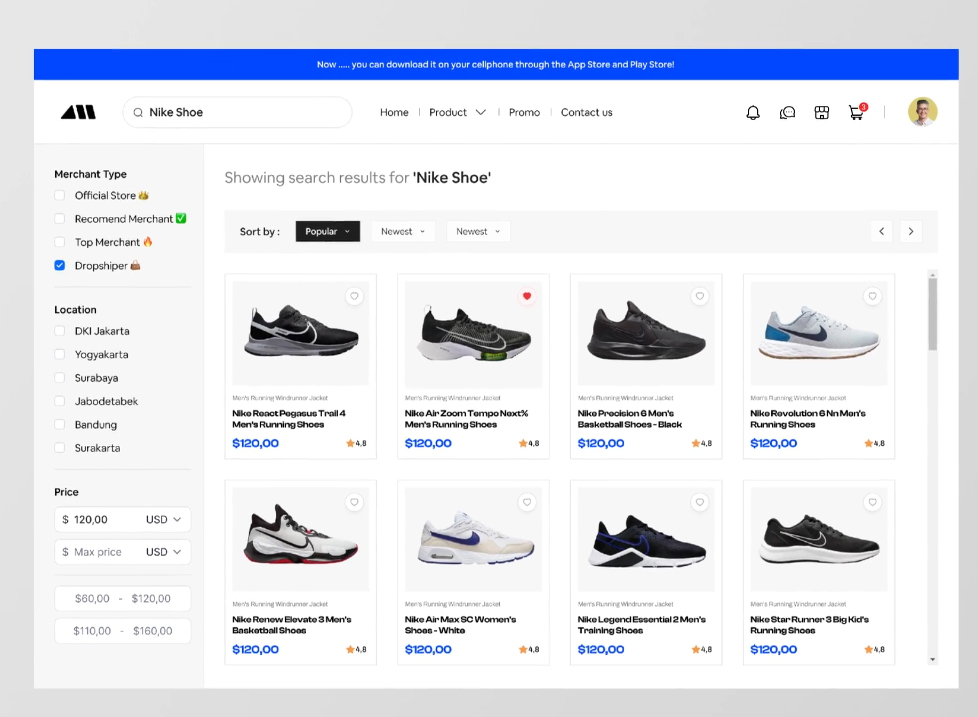 Now ..... you can download it on your cellphone through the App Store and Play Store!
Nike Shoe
Home
Product
Promo
Contact us
3
Merchant Type
Official Store
Recomend Merchant
Top Merchant
Dropshiper
Location
DKI Jakarta
Yogyakarta
Surabaya
Jabodetabek
Bandung
Surakarta
Price
$ 120,00 USD
$ Max price USD
$60,00 - $120,00
$110,00 - $160,00
Showing search results for 'Nike Shoe'
Sort by :
Popular
Newest
Newest
Men's Running Windrunner Jacket
Nike React Pegasus Trail 4
Men's Running Shoes
$120,00
4,8
Men's Running Windrunner Jacket
Nike Air Zoom Tempo Next%
Men's Running Shoes
$120,00
4,8
Men's Running Windrunner Jacket
Nike Precision 6 Men's
Basketball Shoes - Black
$120,00
4,8
Men's Running Windrunner Jacket
Nike Revolution 6 Nn Men's
Running Shoes
$120,00
4,8
Men's Running Windrunner Jacket
Nike Renew Elevate 3 Men's
Basketball Shoes
$120,00
4,8
Men's Running Windrunner Jacket
Nike Air Max SC Women's
Shoes - White
$120,00
4,8
Men's Running Windrunner Jacket
Nike Legend Essential 2 Men's
Training Shoes
$120,00
4,8
Men's Running Windrunner Jacket
Nike Star Runner 3 Big Kid's
Running Shoes
$120,00
4,8